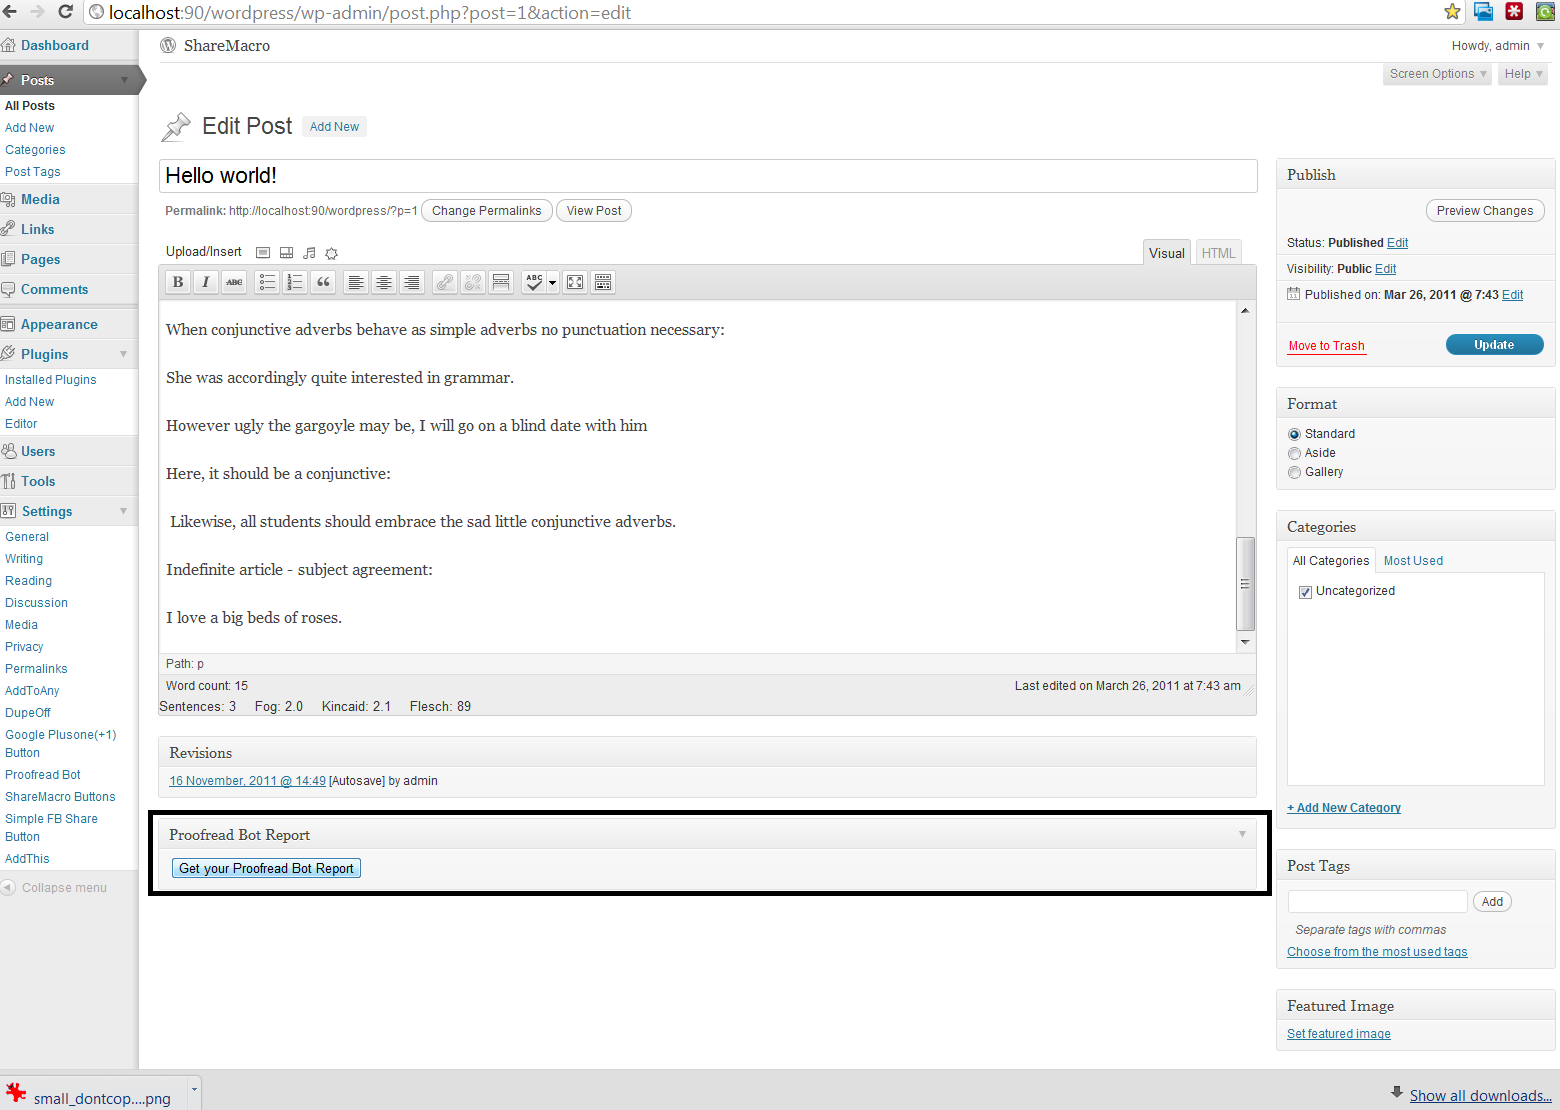 localhost:90/wordpress/wp-admin/post.php?post=1&action=edit
Dashboard
Posts
All Posts
Add New
Categories
Post Tags
Media
Links
Pages
Comments
Appearance
Plugins
Installed Plugins
Add New
Editor
Users
Tools
Settings
General
Writing
Reading
Discussion
Media
Privacy
Permalinks
AddToAny
DupeOff
Google Plusone(+1)
Button
Proofread Bot
ShareMacro Buttons
Simple FB Share
Button
AddThis
Collapse menu
ShareMacro
Howdy, admin
Screen Options
Help
Edit Post Add New
Hello world!
Permalink: http://localhost:90/wordpress/?p=1 Change Permalinks View Post
Upload/Insert
Visual HTML
B I ABC ABC
When conjunctive adverbs behave as simple adverbs no punctuation necessary:
She was accordingly quite interested in grammar.
However ugly the gargoyle may be, I will go on a blind date with him
Here, it should be a conjunctive:
Likewise, all students should embrace the sad little conjunctive adverbs.
Indefinite article - subject agreement:
I love a big beds of roses.
Path: p
Word count: 15 Last edited on March 26, 2011 at 7:43 am
Sentences: 3 Fog: 2.0 Kincaid: 2.1 Flesch: 89
Revisions
16 November, 2011 @ 14:49 [Autosave] by admin
Proofread Bot Report
Get your Proofread Bot Report
Publish
Preview Changes
Status: Published Edit
Visibility: Public Edit
Published on: Mar 26, 2011 @ 7:43 Edit
Move to Trash Update
Format
Standard
Aside
Gallery
Categories
All Categories Most Used
Uncategorized
+ Add New Category
Post Tags
Add
Separate tags with commas
Choose from the most used tags
Featured Image
Set featured image
small_dontcop....png
Show all downloads...